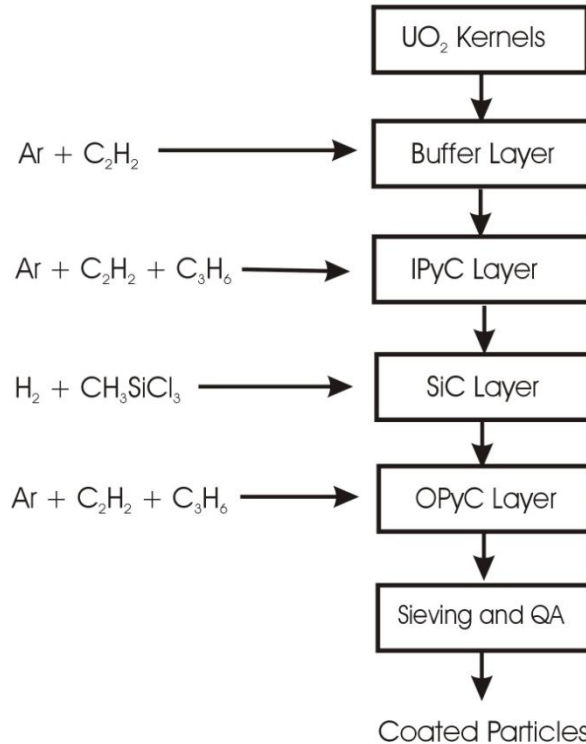 UO₂ Kernels
Ar + C₂H₂
Buffer Layer
Ar + C₂H₂ + C₃H₆
IPyC Layer
H₂ + CH₃SiCl₃
SiC Layer
Ar + C₂H₂ + C₃H₆
OPyC Layer
Sieving and QA
Coated Particles